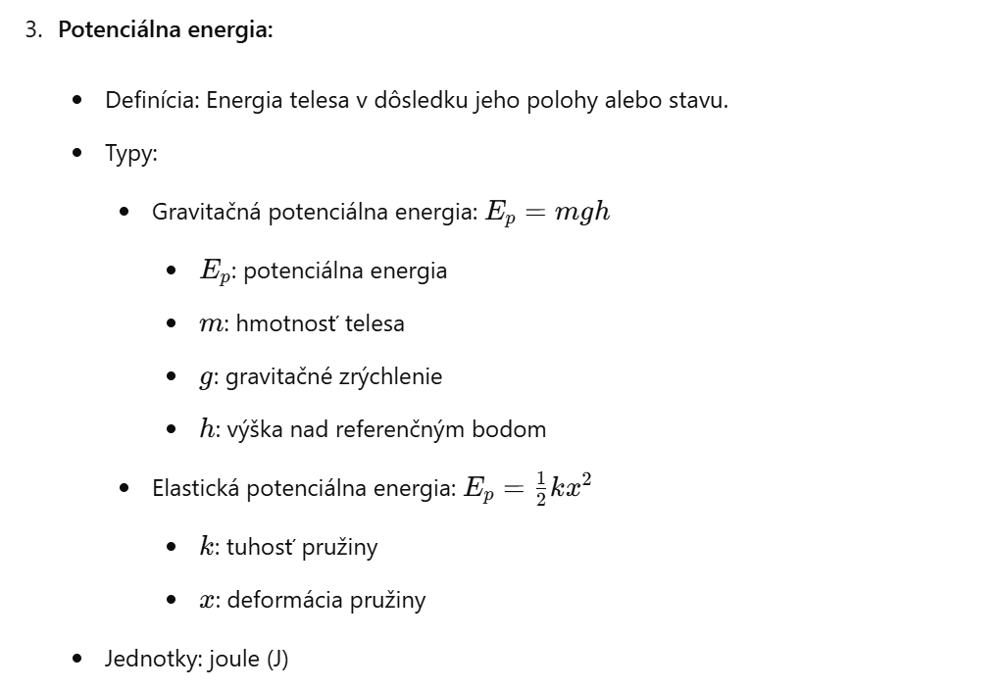 3. Potenciálna energia:
• Definícia: Energia telesa v dôsledku jeho polohy alebo stavu.
• Typy:
• Gravitačná potenciálna energia: $E_p = mgh$
• $E_p$: potenciálna energia
• $m$: hmotnosť telesa
• $g$: gravitačné zrýchlenie
• $h$: výška nad referenčným bodom
• Elastická potenciálna energia: $E_p = \frac{1}{2}kx^2$
• $k$: tuhosť pružiny
• $x$: deformácia pružiny
• Jednotky: joule (J)